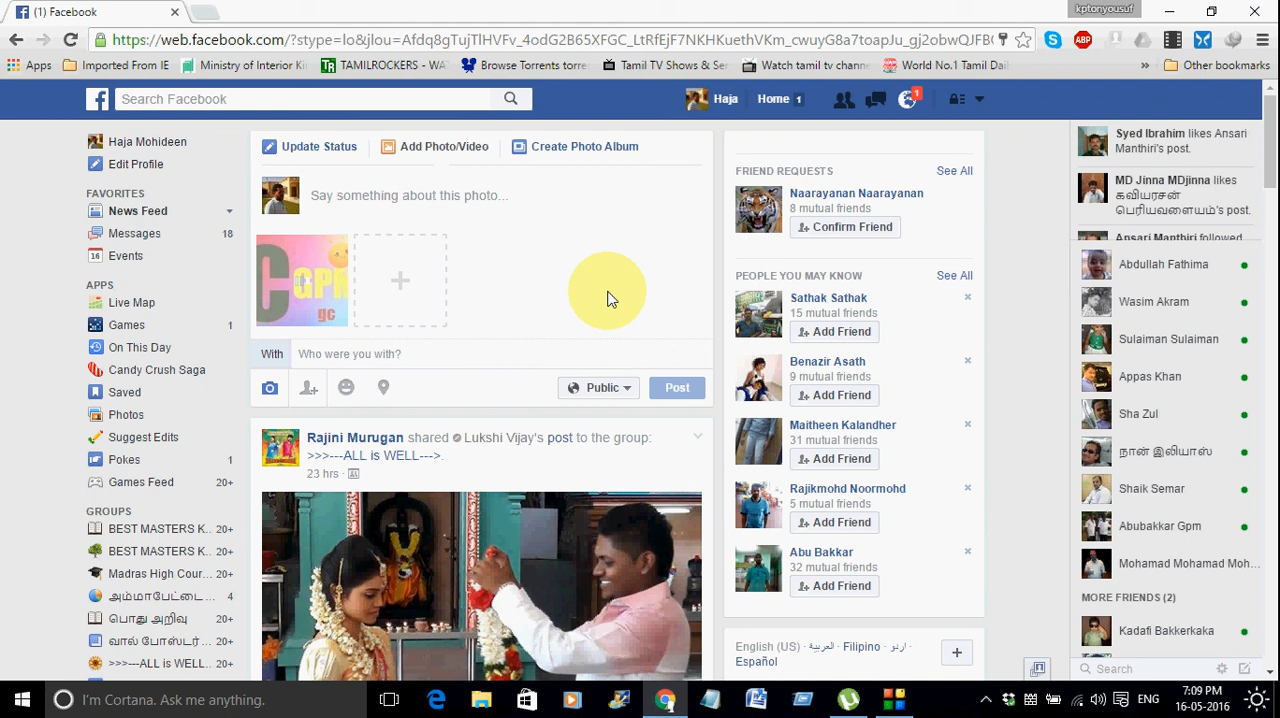 (1) Facebook
kptonyousuf
https://web.facebook.com/?stype=lo&jlou=Afdq8gTujTlHVFv_4odG2B65XFGC_LtRfEjF7NKHKuethVKm_cwuyG8a7toapJu_gj2obwQJFBC
Apps Imported From IE Ministry of Interior Ki TAMILROCKERS - WA Browse Torrents torre Tamil TV Shows & Se Watch tamil tv chann World No.1 Tamil Dai » Other bookmarks
Search Facebook Haja Home 1 1
Haja Mohideen
Edit Profile
FAVORITES
News Feed
Messages 18
16 Events
APPS
Live Map
Games 1
On This Day
Candy Crush Saga
Saved
Photos
Suggest Edits
Pokes 1
Games Feed 20+
GROUPS
BEST MASTERS K... 20+
BEST MASTERS K... 20+
Madras High Cour... 20+
அம்மாபேட்டை ... 4
பொது அறிவு 20+
வால் போஸ்டர் ... 20+
>>>---ALL is WELL... 20+
Update Status Add Photo/Video Create Photo Album
Say something about this photo...
C GPM
gc
With Who were you with?
Public Post
Rajini Murugan shared Lukshi Vijay's post to the group:
>>>---ALL is WELL--->.
23 hrs ·
FRIEND REQUESTS See All
Naarayanan Naarayanan
8 mutual friends
Confirm Friend
PEOPLE YOU MAY KNOW See All
Sathak Sathak
15 mutual friends
Add Friend
Benazir Asath
9 mutual friends
Add Friend
Maitheen Kalandher
31 mutual friends
Add Friend
Rajikmohd Noormohd
5 mutual friends
Add Friend
Abu Bakkar
32 mutual friends
Add Friend
English (US) · العربية · Filipino · اردو ·
Español
Syed Ibrahim likes Ansari
Manthiri's post.
MD Jinna MDjinna likes
கவியரசன்
பெரியவளையம்'s post.
Ansari Manthiri followed
Abdullah Fathima
Wasim Akram
Sulaiman Sulaiman
Appas Khan
Sha Zul
நான் இலியாஸ்
Shaik Semar
Abubakkar Gpm
Mohamad Mohamad Moh...
MORE FRIENDS (2)
Kadafi Bakkerkaka
Search
I'm Cortana. Ask me anything.
ENG
7:09 PM
16-05-2016